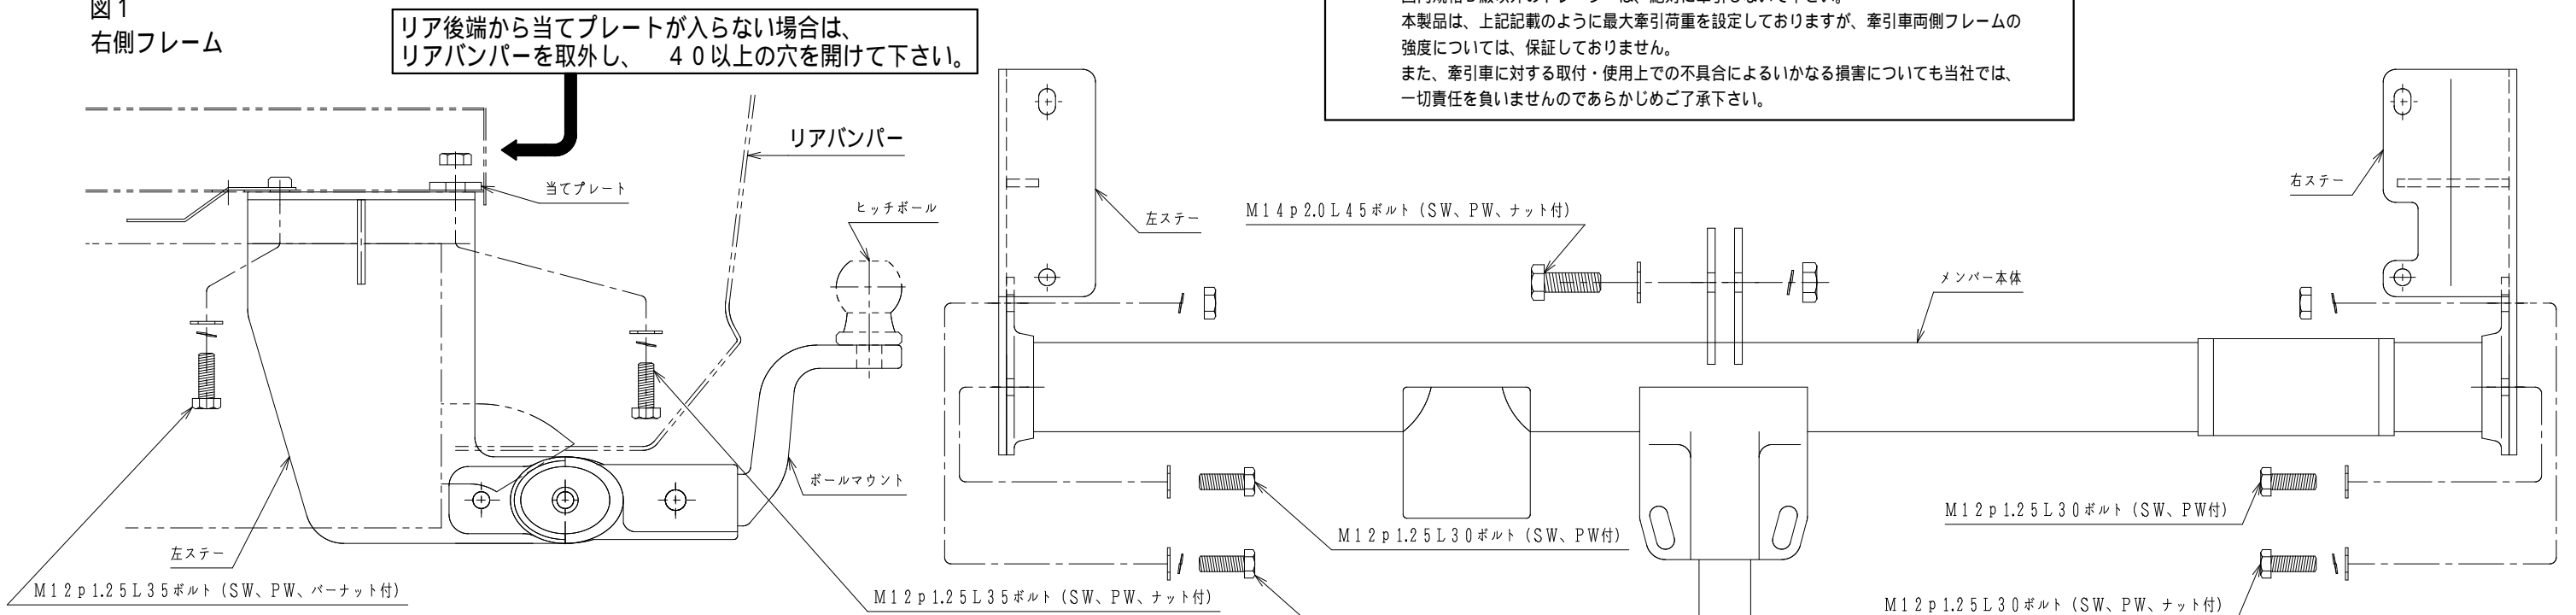 図1
右側フレーム
リア後端から当てプレートが入らない場合は、
リアバンパーを取外し、　４０以上の穴を開けて下さい。
本製品は、上記記載のように最大牽引荷重を設定しておりますが、牽引車両側フレームの
強度については、保証しておりません。
また、牽引車に対する取付・使用上での不具合によるいかなる損害についても当社では、
一切責任を負いませんのであらかじめご了承下さい。
リアバンパー
当てプレート
ヒッチボール
左ステー
M14p2.0L45ボルト（SW、PW、ナット付）
メンバー本体
右ステー
ボールマウント
左ステー
M12p1.25L35ボルト（SW、PW、バーナット付）
M12p1.25L35ボルト（SW、PW、ナット付）
M12p1.25L30ボルト（SW、PW付）
M12p1.25L30ボルト（SW、PW付）
M12p1.25L30ボルト（SW、PW、ナット付）